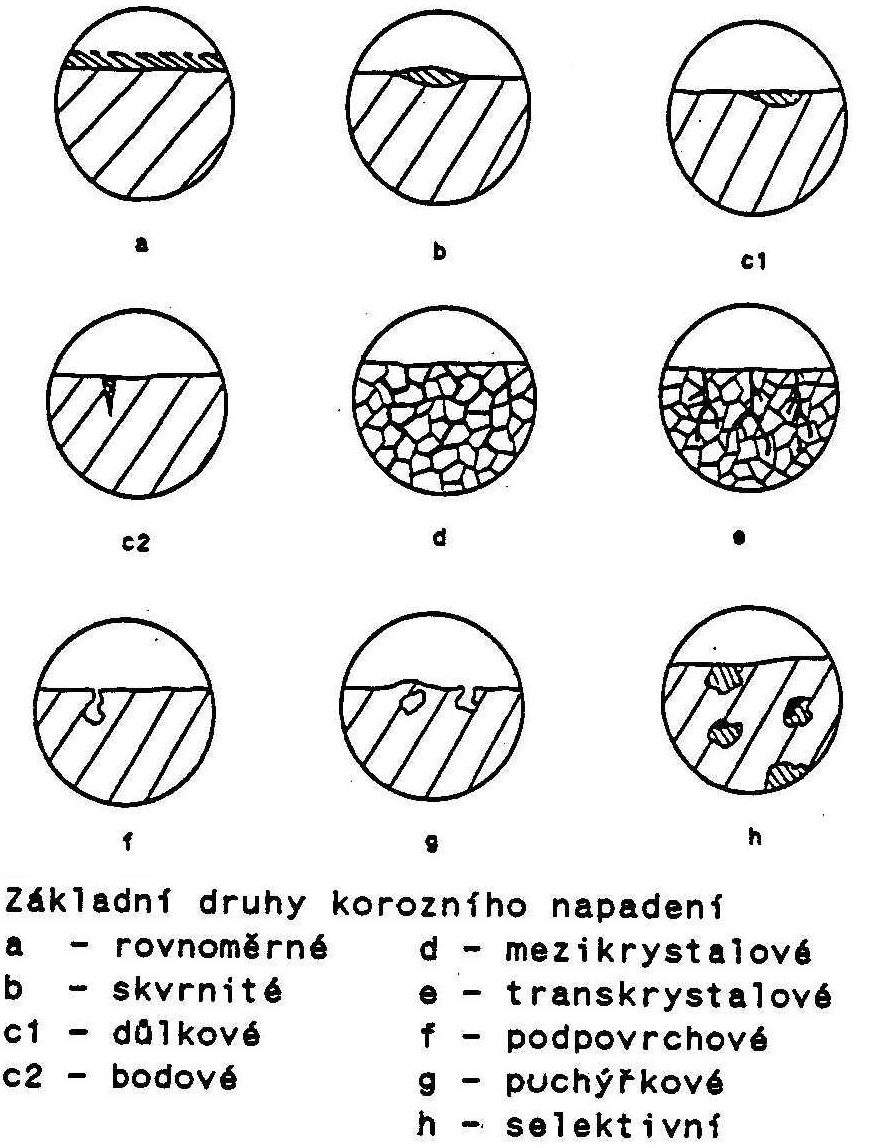 a
b
c1
c2
d
e
f
g
h
Základní druhy korozního napadení
a - rovnoměrné
b - skvrnité
c1 - důlkové
c2 - bodové
d - mezikrystalové
e - transkrystalové
f - podpovrchové
g - puchýřkové
h - selektivní